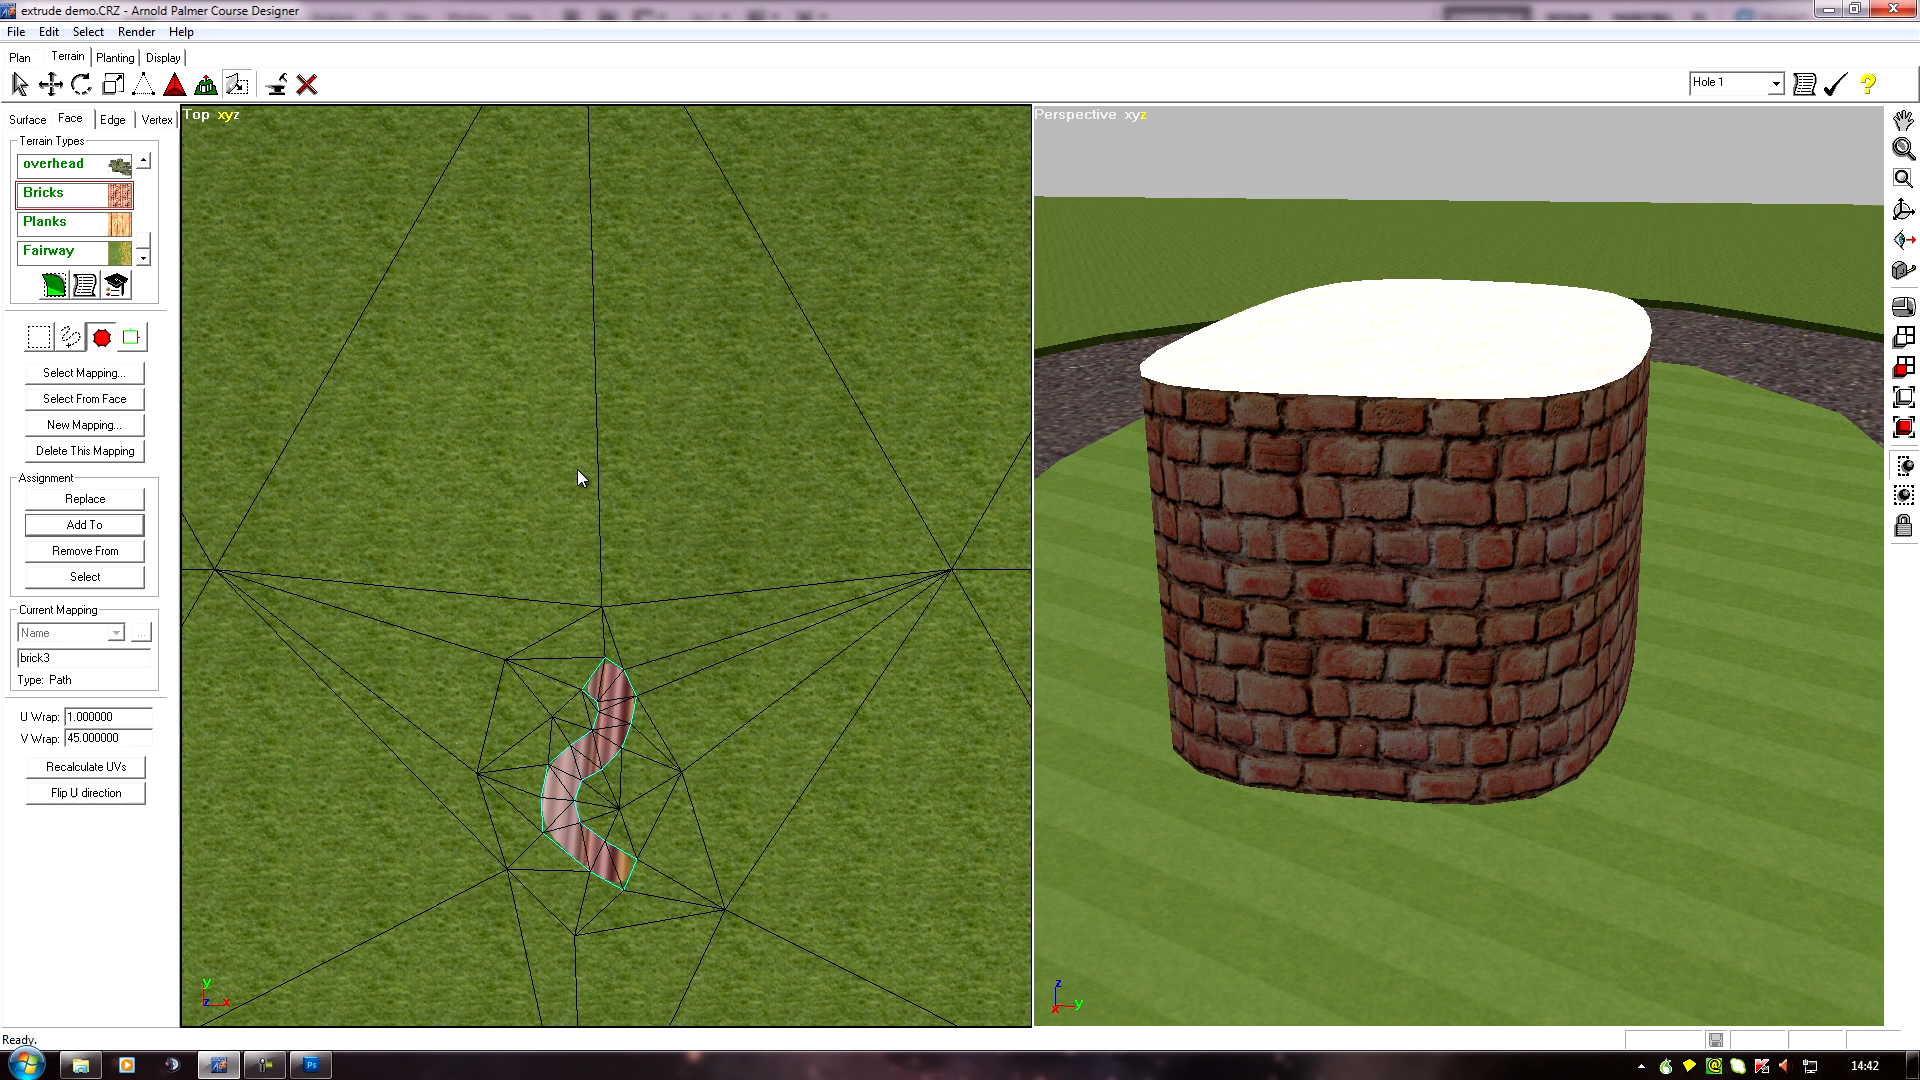 extrude demo.CRZ - Arnold Palmer Course Designer
File Edit Select Render Help
Plan Terrain Planting Display
Hole 1
Surface Face Edge Vertex
Terrain Types
overhead
Bricks
Planks
Fairway
Select Mapping...
Select From Face
New Mapping...
Delete This Mapping
Assignment
Replace
Add To
Remove From
Select
Current Mapping
Name ...
brick3
Type: Path
U Wrap: 1.000000
V Wrap: 45.000000
Recalculate UVs
Flip U direction
Top xyz
y
z x
Perspective xyz
z
x y
Ready.
Ps
14:42